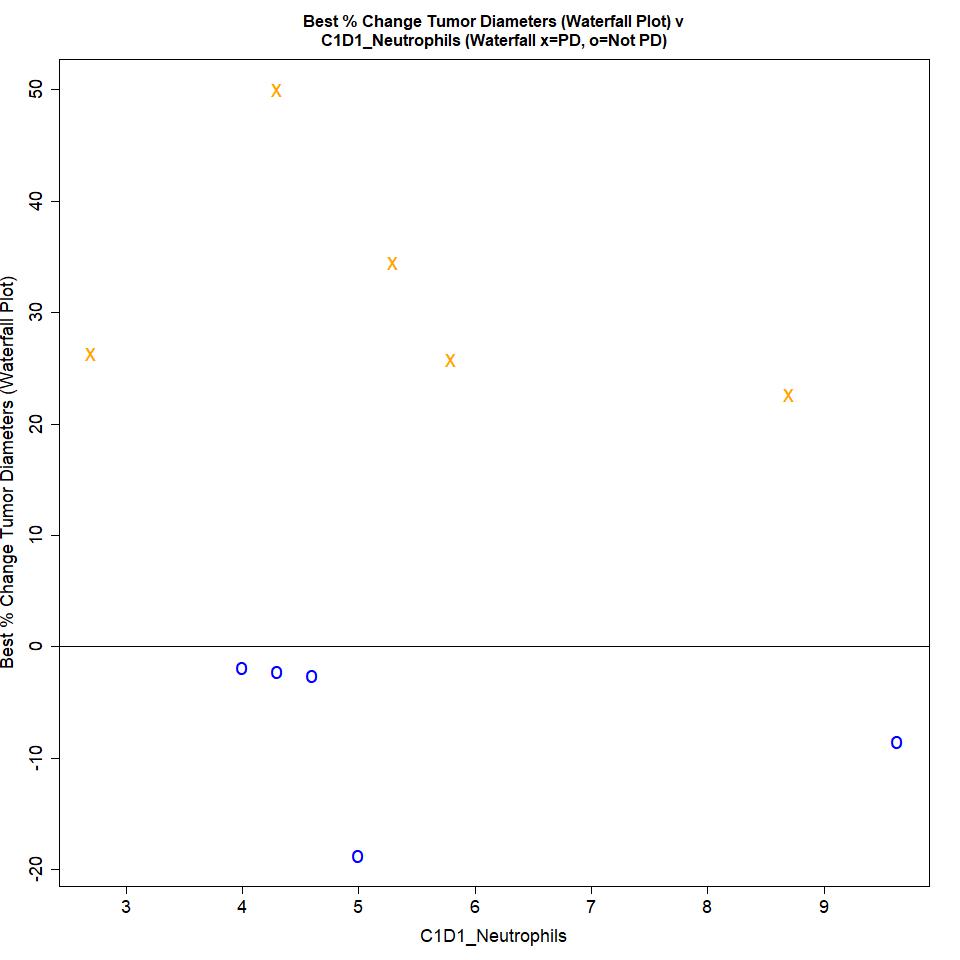 Best % Change Tumor Diameters (Waterfall Plot) v
C1D1_Neutrophils (Waterfall x=PD, o=Not PD)
Best % Change Tumor Diameters (Waterfall Plot)
50
40
30
20
10
0
-10
-20
X
X
X
X
X
O
O
O
O
O
3
4
5
6
7
8
9
C1D1_Neutrophils